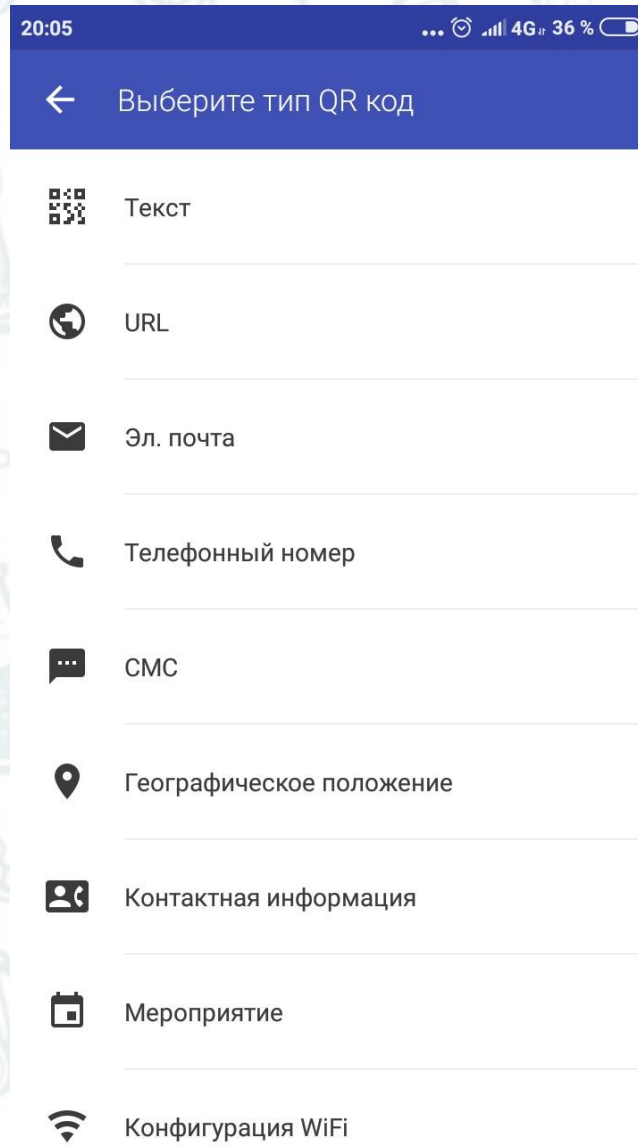 20:05 ... 4G 36 %
Выберите тип QR код
Текст
URL
Эл. почта
Телефонный номер
СМС
Географическое положение
Контактная информация
Мероприятие
Конфигурация WiFi